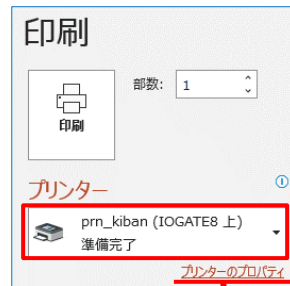 印刷
部数: 1
印刷
プリンター
prn_kiban (IOGATE8 上)
準備完了
プリンターのプロパティ